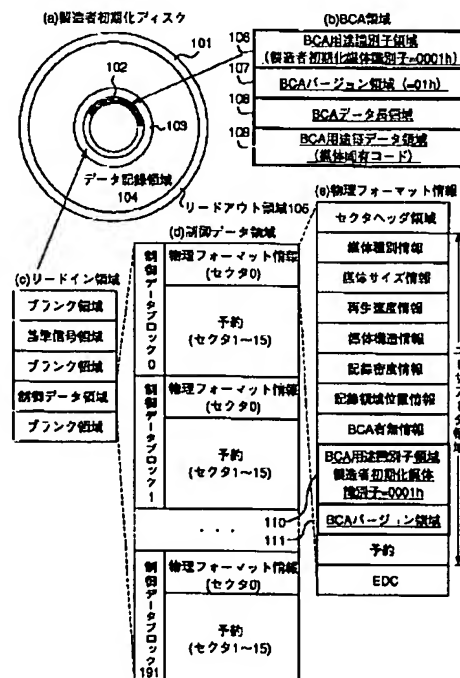 (a)製造者初期化ディスク
101
102
103
データ記録領域
104
リードアウト領域105
(b)BCA領域
106
BCA用途識別子領域
(製造者初期化媒体識別子=0001h)
107
BCAバージョン領域(=01h)
108
BCAデータ長領域
109
BCA用途毎データ領域
(媒体固有コード)
(c)リードイン領域
ブランク領域
基準信号領域
ブランク領域
制御データ領域
ブランク領域
(d)制御データ領域
制御データブロック0
物理フォーマット情報
(セクタ0)
予約
(セクタ1~15)
制御データブロック1
物理フォーマット情報
(セクタ0)
予約
(セクタ1~15)
・・・
制御データブロック191
物理フォーマット情報
(セクタ0)
予約
(セクタ1~15)
(e)物理フォーマット情報
セクタヘッダ領域
媒体種別情報
媒体サイズ情報
再生速度情報
媒体構造情報
記録密度情報
記録領域位置情報
BCA有無情報
110
BCA用途識別子領域
製造者初期化媒体
識別子=0001h
111
BCAバージョン領域
予約
EDC